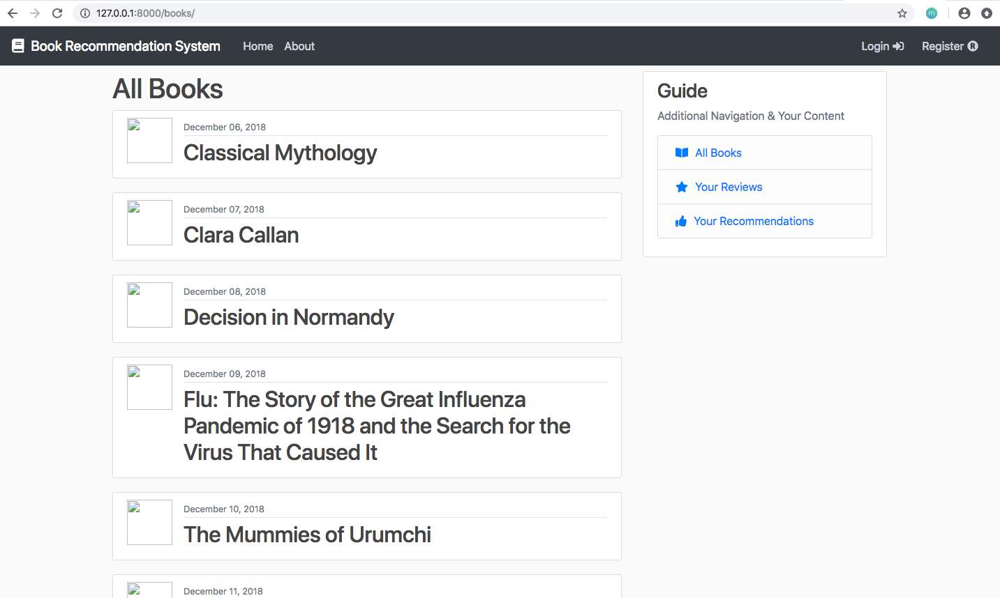 127.0.0.1:8000/books/
m
Book Recommendation System Home About Login Register R
All Books
December 06, 2018
Classical Mythology
December 07, 2018
Clara Callan
December 08, 2018
Decision in Normandy
December 09, 2018
Flu: The Story of the Great Influenza
Pandemic of 1918 and the Search for the
Virus That Caused It
December 10, 2018
The Mummies of Urumchi
December 11, 2018
Guide
Additional Navigation & Your Content
All Books
Your Reviews
Your Recommendations